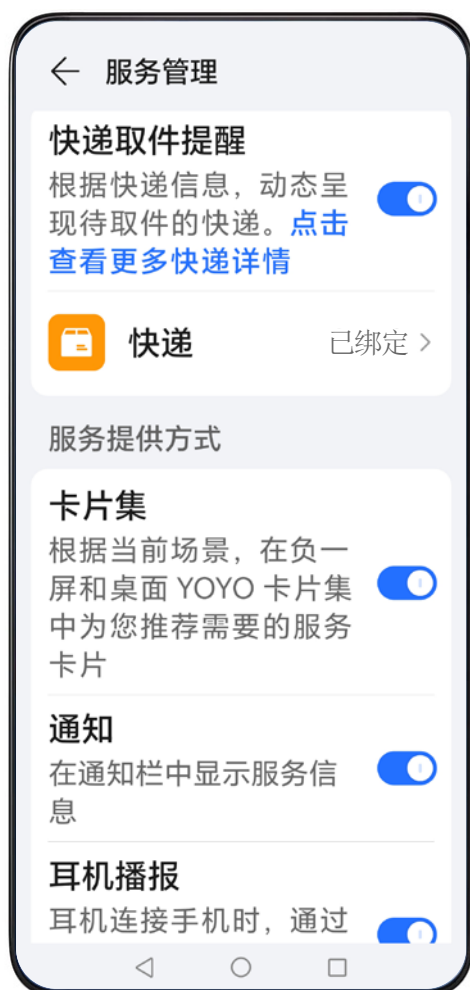 服务管理
快递取件提醒
根据快递信息，动态呈
现待取件的快递。点击
查看更多快递详情
快递 已绑定
服务提供方式
卡片集
根据当前场景，在负一
屏和桌面 YOYO 卡片集
中为您推荐需要的服务
卡片
通知
在通知栏中显示服务信
息
耳机播报
耳机连接手机时，通过